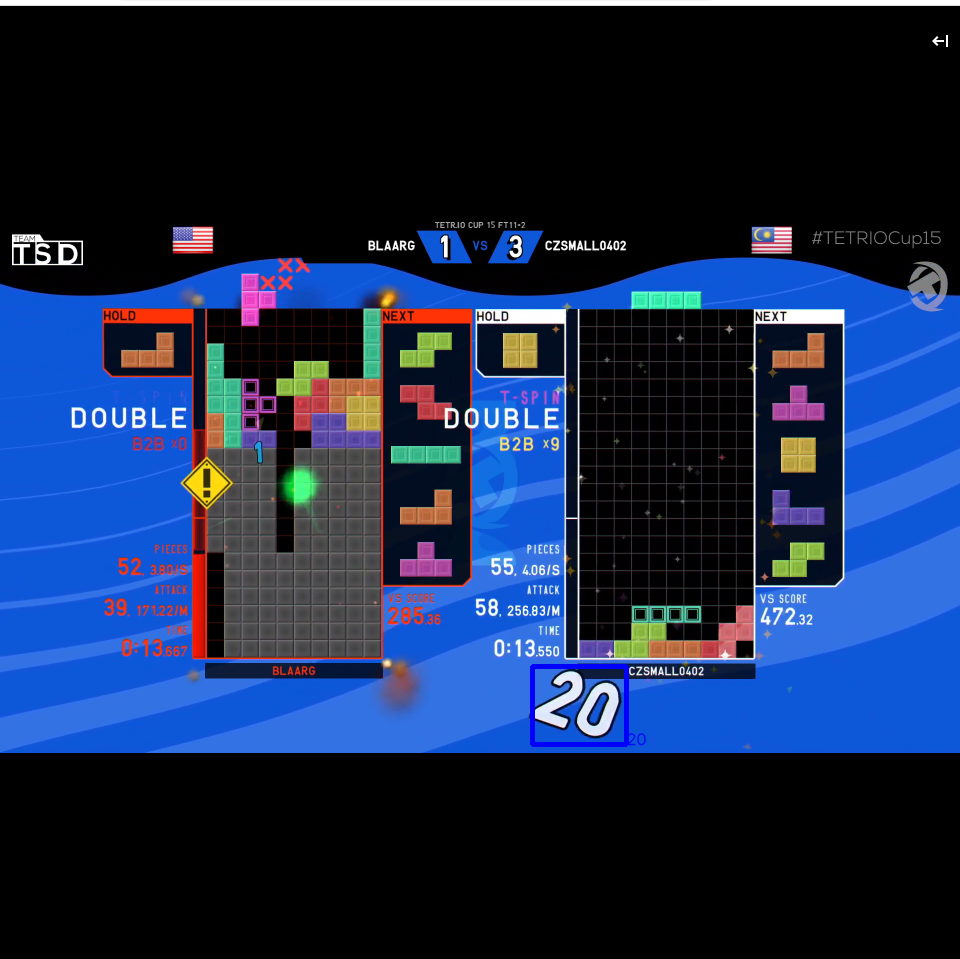 TETR.IO CUP 15 FT11-2
TEAM
TSD
BLAARG
1
VS
3
CZSMALL0402
#TETRIOCup15
HOLD
NEXT
T-SPIN
DOUBLE
B2B ×0
1
!
PIECES
52, 3.80/S
ATTACK
39, 171.22/M
TIME
0:13.667
VS SCORE
285.36
BLAARG
HOLD
NEXT
T-SPIN
DOUBLE
B2B ×9
PIECES
55, 4.06/S
ATTACK
58, 256.83/M
TIME
0:13.550
VS SCORE
472.32
CZSMALL0402
20
20